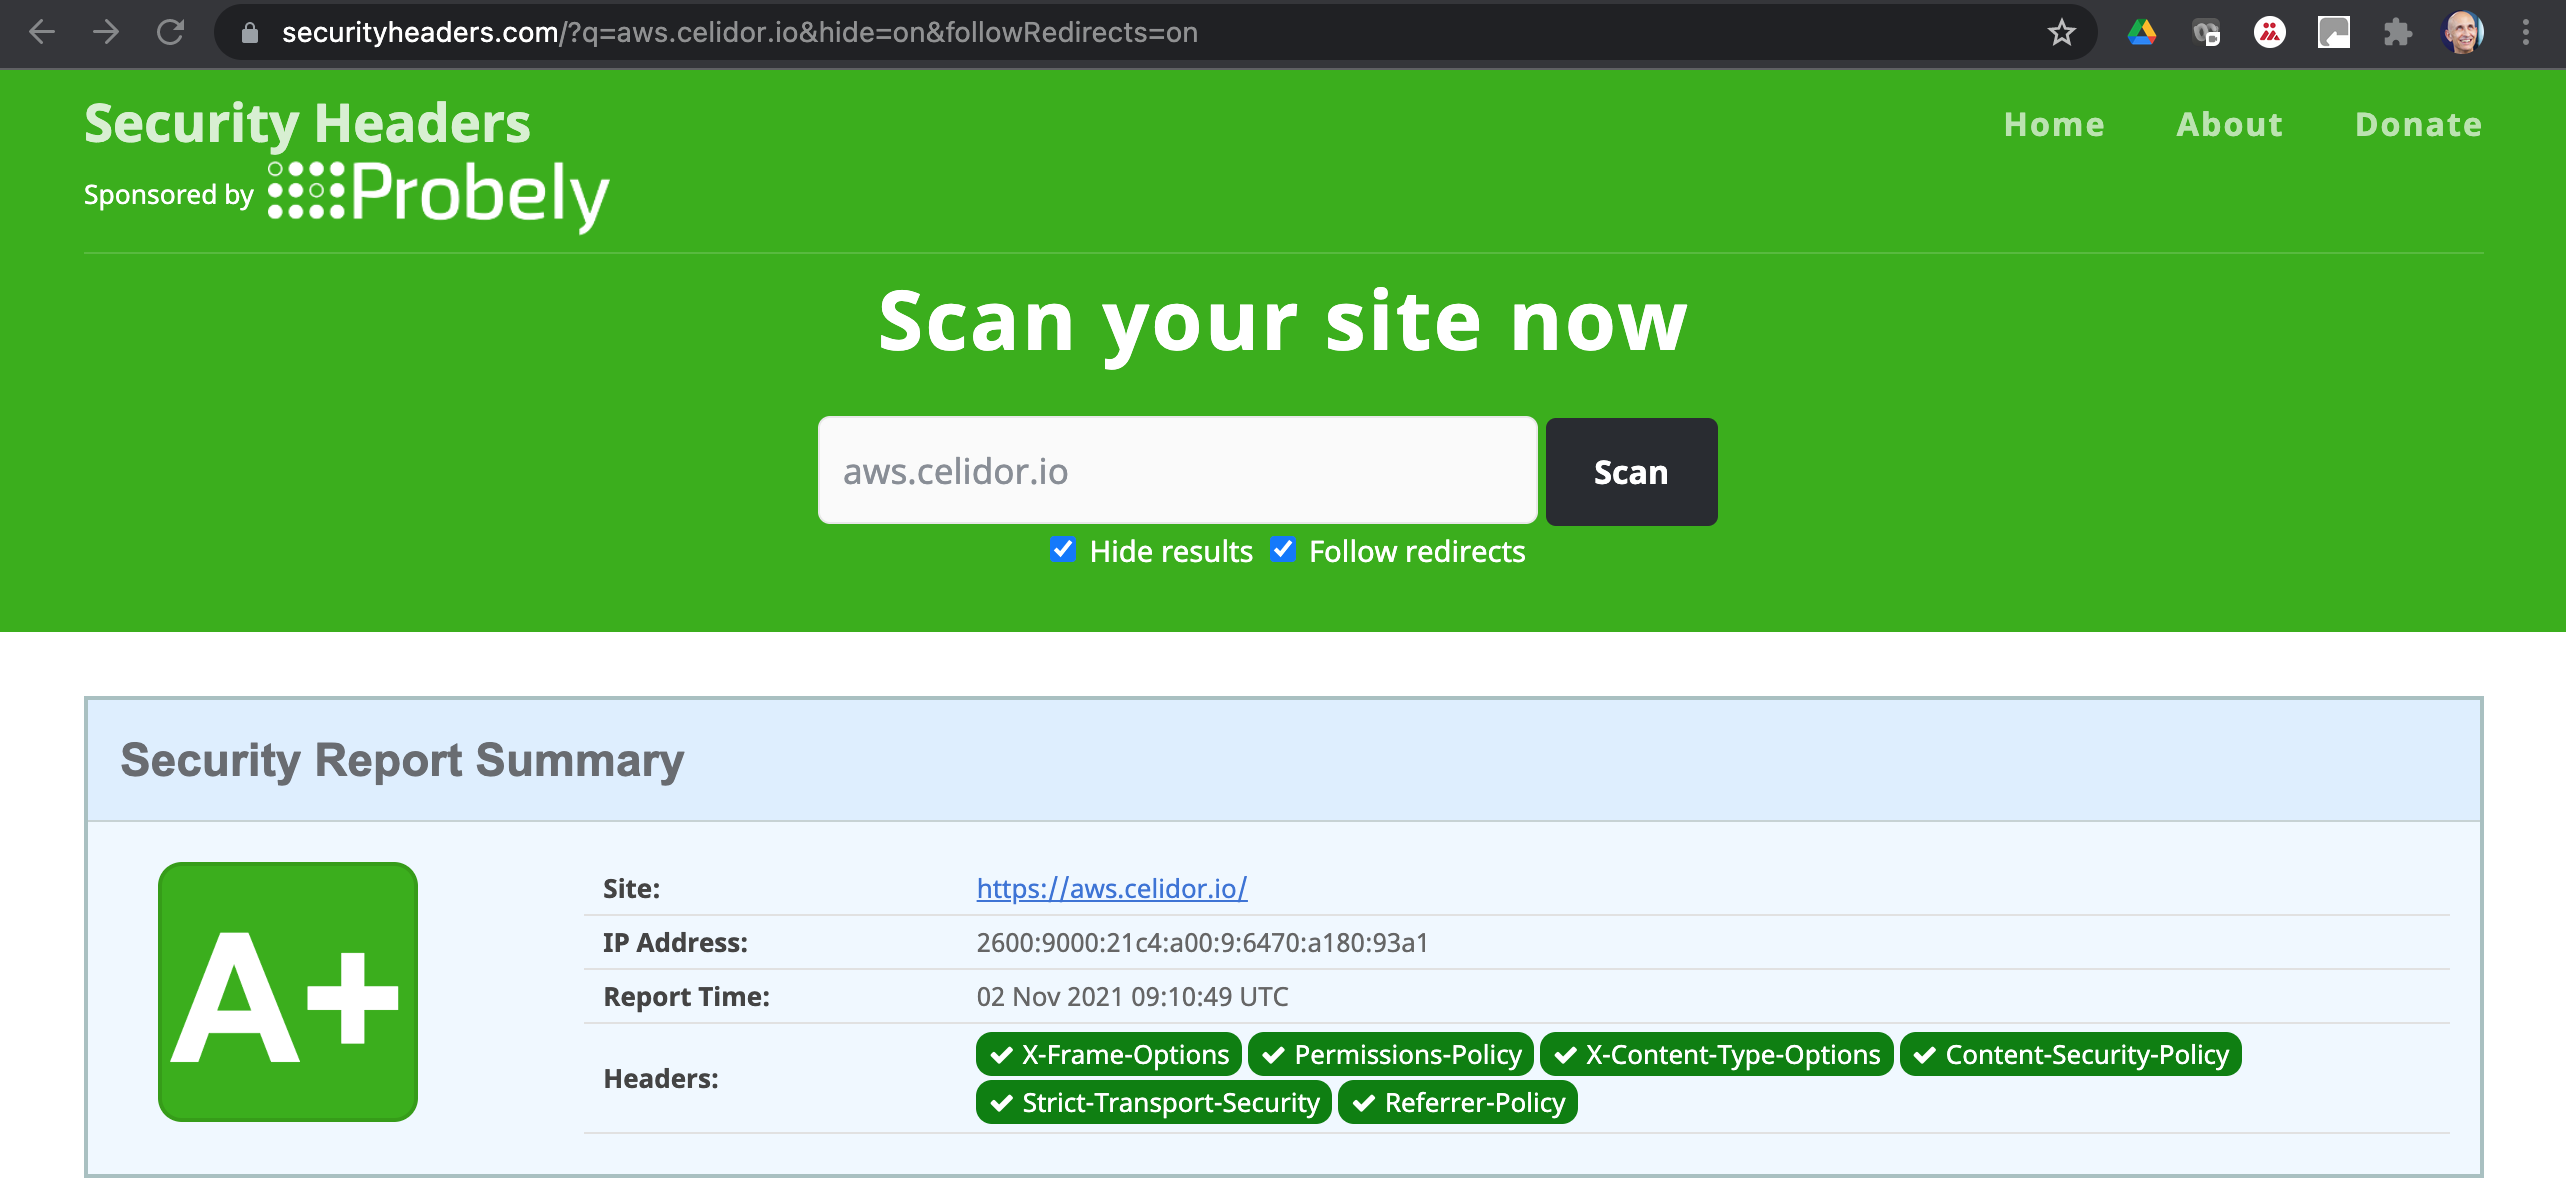 securityheaders.com/?q=aws.celidor.io&hide=on&followRedirects=on
Security Headers
Home About Donate
Sponsored by Probely
Scan your site now
aws.celidor.io
Scan
Hide results Follow redirects
Security Report Summary
A+
Site: https://aws.celidor.io/
IP Address: 2600:9000:21c4:a00:9:6470:a180:93a1
Report Time: 02 Nov 2021 09:10:49 UTC
Headers: X-Frame-Options Permissions-Policy X-Content-Type-Options Content-Security-Policy
Strict-Transport-Security Referrer-Policy